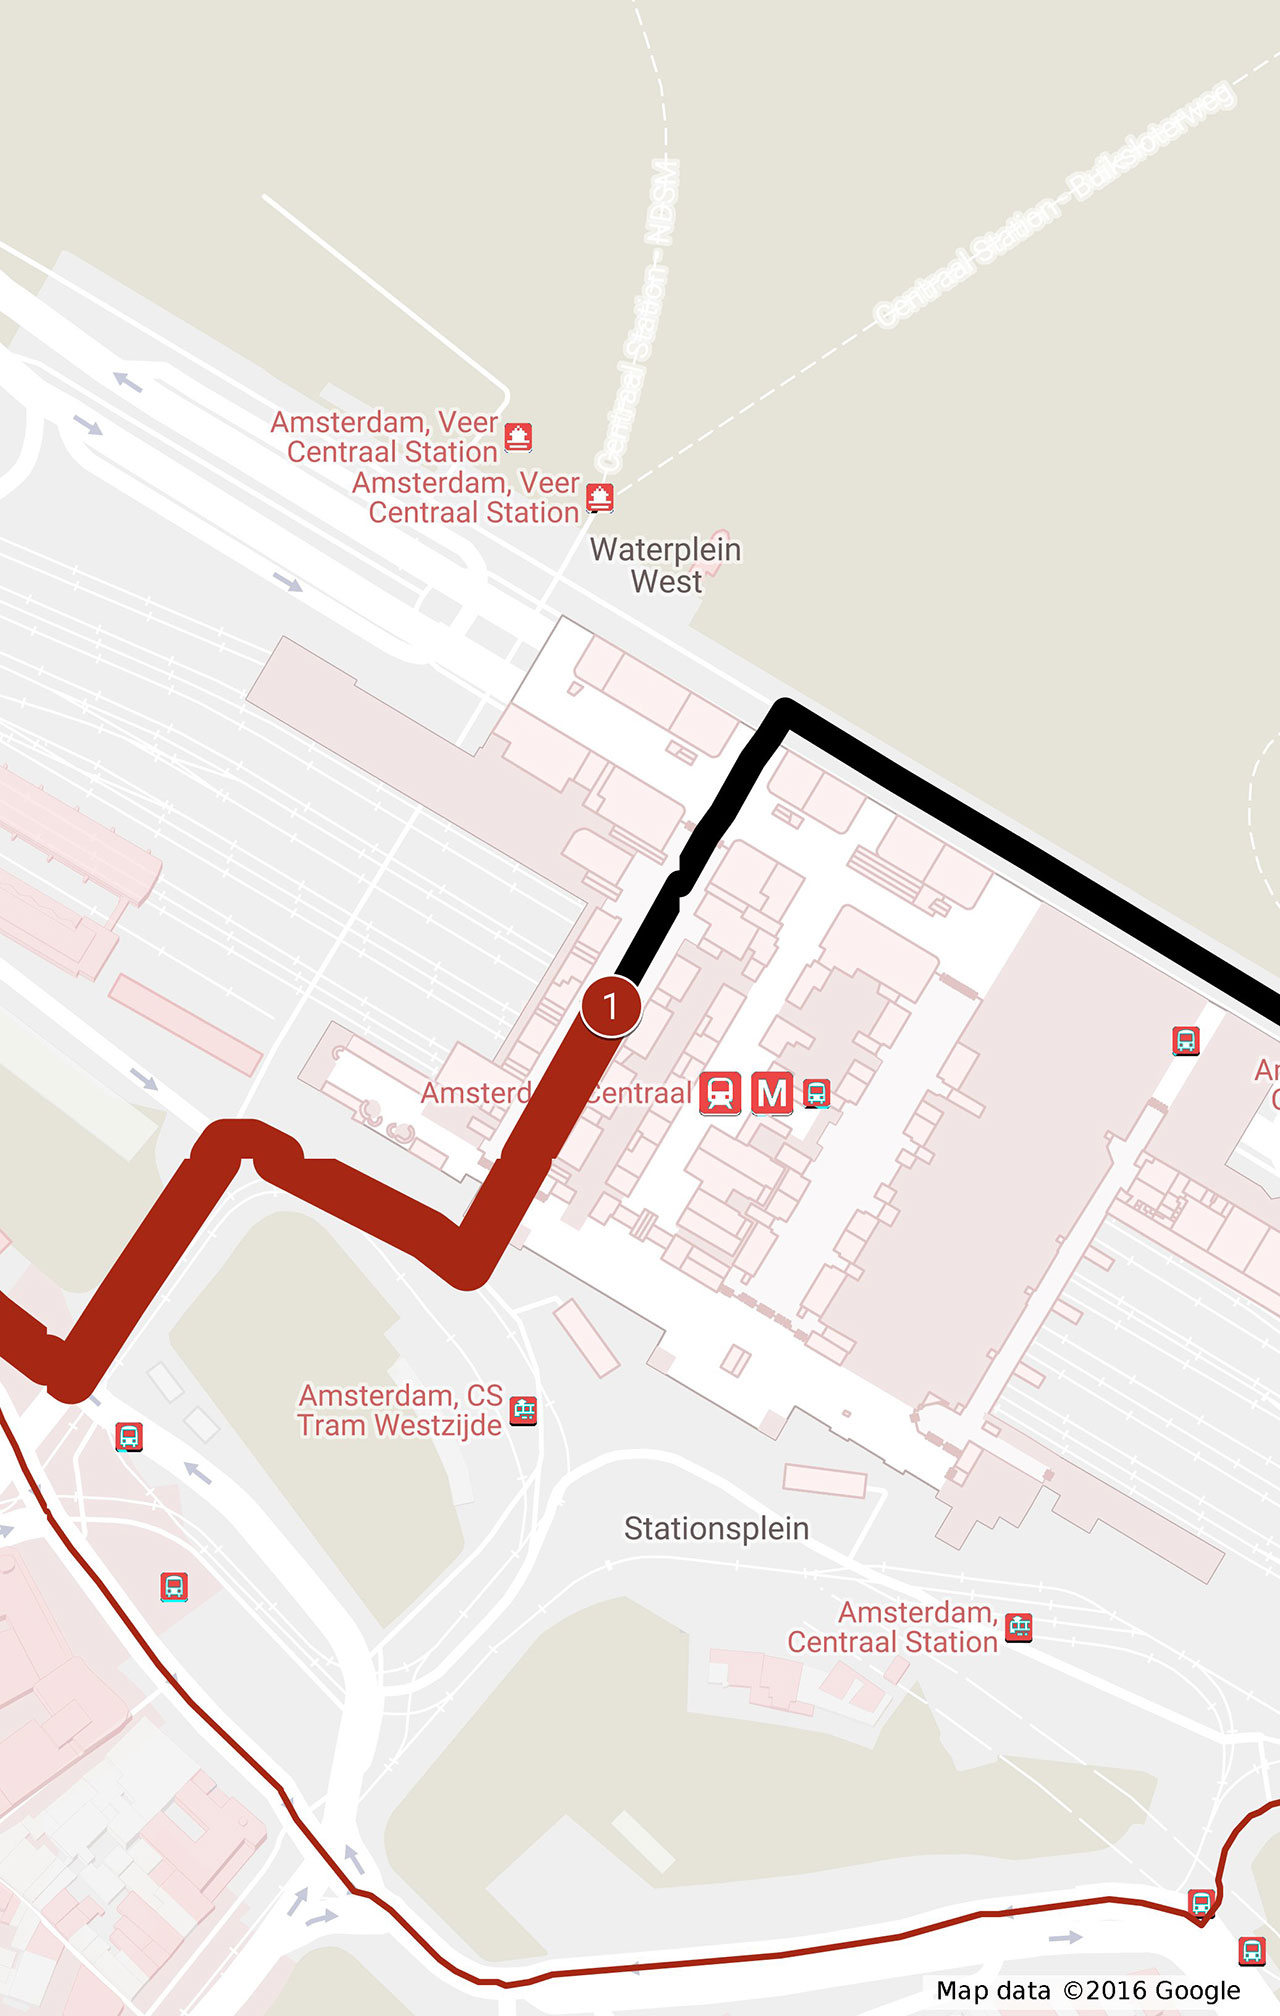 Centraal Station - NDSM
Centraal Station - Buiksloterweg
Amsterdam, Veer
Centraal Station
Amsterdam, Veer
Centraal Station
Waterplein
West
1
Amsterd Centraal
M
Amsterdam, CS
Tram Westzijde
Stationsplein
Amsterdam,
Centraal Station
Map data ©2016 Google